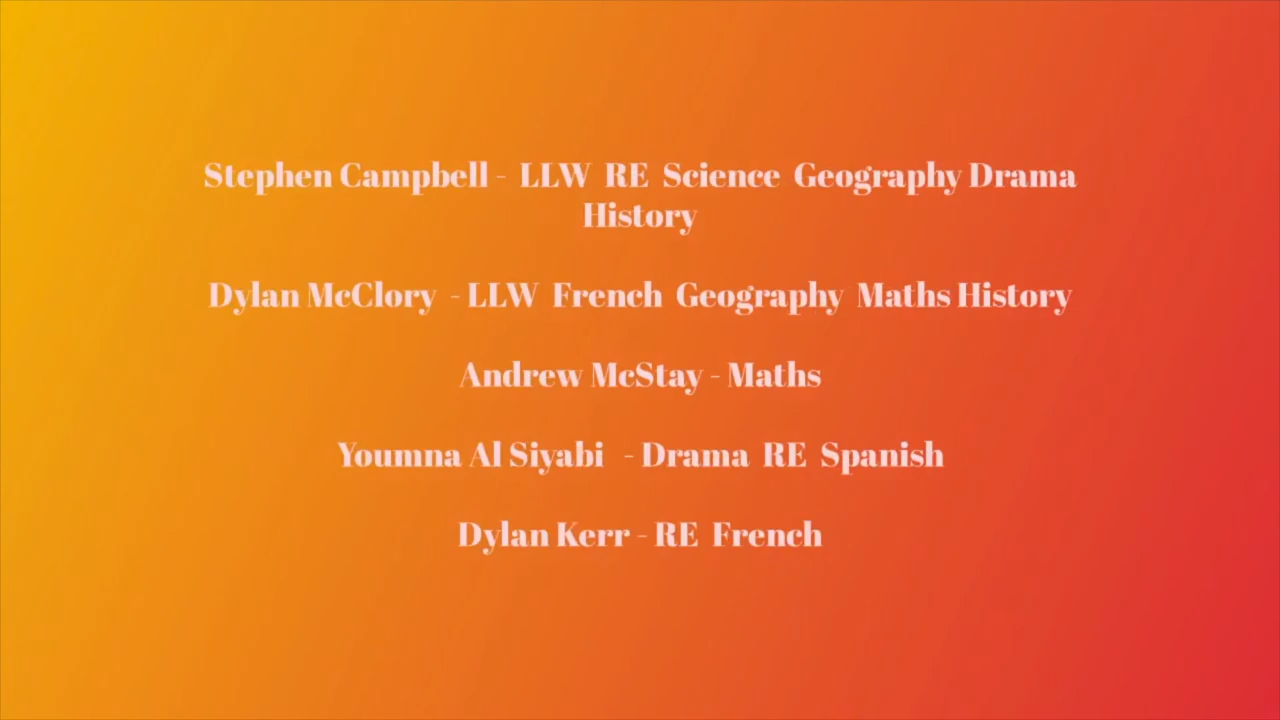 Stephen Campbell -  LLW  RE  Science  Geography Drama
History
Dylan McClory  - LLW  French  Geography  Maths History
Andrew McStay - Maths
Youmna Al Siyabi   - Drama  RE  Spanish
Dylan Kerr - RE  French